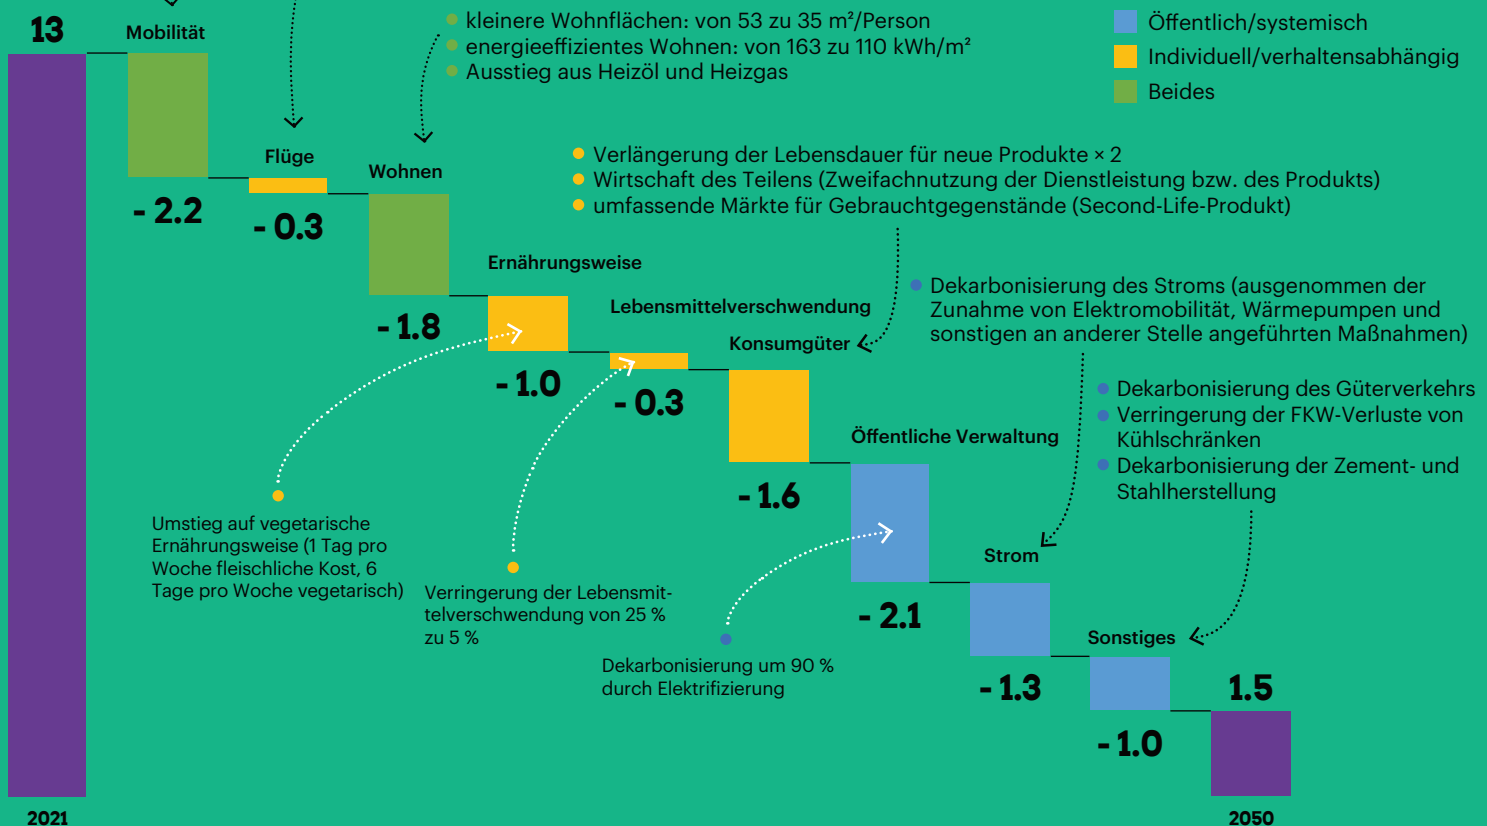 13
Mobilität
- 2.2
Flüge
- 0.3
kleinere Wohnflächen: von 53 zu 35 m²/Person
energieeffizientes Wohnen: von 163 zu 110 kWh/m²
Ausstieg aus Heizöl und Heizgas
Öffentlich/systemisch
Individuell/verhaltensabhängig
Beides
Wohnen
- 1.8
Verlängerung der Lebensdauer für neue Produkte × 2
Wirtschaft des Teilens (Zweifachnutzung der Dienstleistung bzw. des Produkts)
umfassende Märkte für Gebrauchtgegenstände (Second-Life-Produkt)
Ernährungsweise
- 1.0
Lebensmittelverschwendung
- 0.3
Konsumgüter
- 1.6
Dekarbonisierung des Stroms (ausgenommen der
Zunahme von Elektromobilität, Wärmepumpen und
sonstigen an anderer Stelle angeführten Maßnahmen)
Dekarbonisierung des Güterverkehrs
Verringerung der FKW-Verluste von
Kühlschränken
Dekarbonisierung der Zement- und
Stahlherstellung
Öffentliche Verwaltung
- 2.1
Umstieg auf vegetarische
Ernährungsweise (1 Tag pro
Woche fleischliche Kost, 6
Tage pro Woche vegetarisch)
Verringerung der Lebensmit-
telverschwendung von 25 %
zu 5 %
Dekarbonisierung um 90 %
durch Elektrifizierung
Strom
- 1.3
Sonstiges
- 1.0
1.5
2021
2050